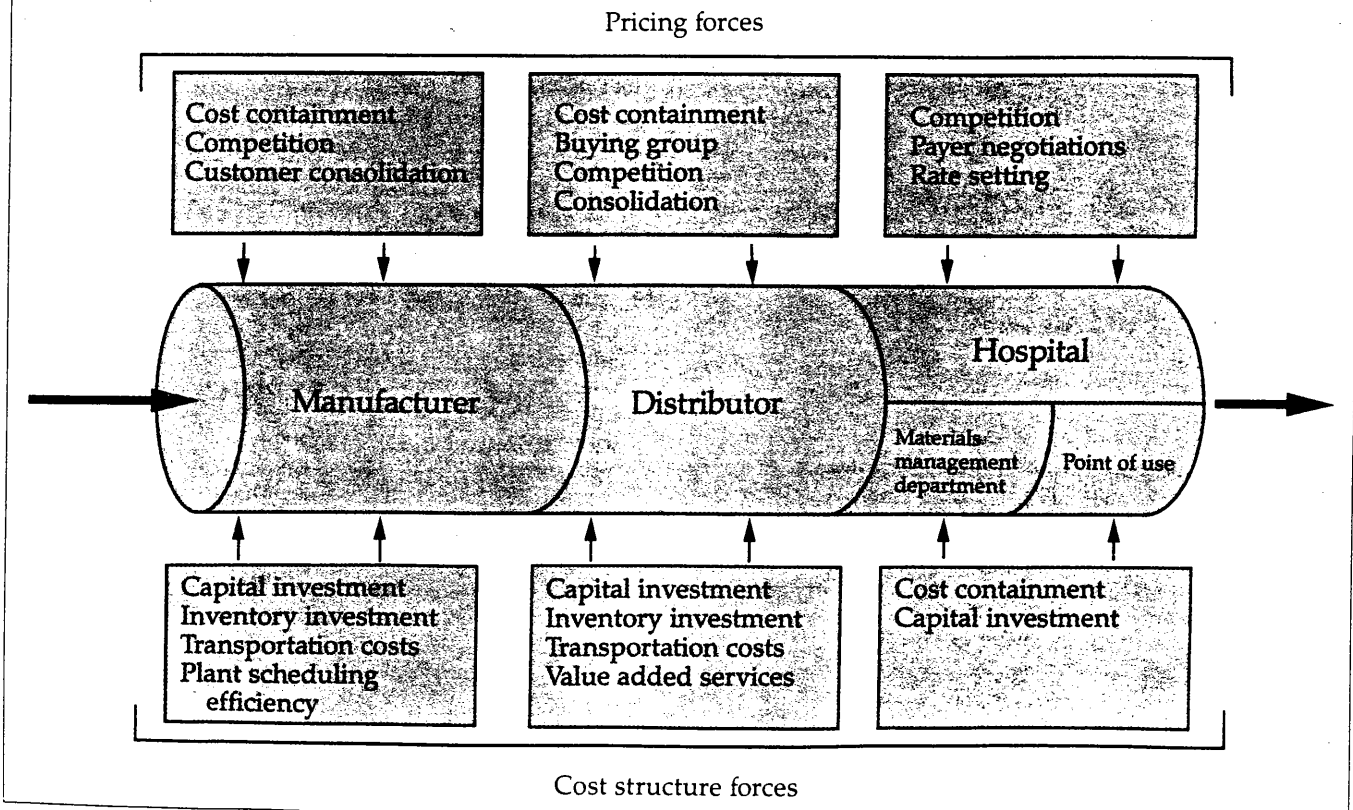 Pricing forces
Cost containment
Competition
Customer consolidation
Cost containment
Buying group
Competition
Consolidation
Competition
Payer negotiations
Rate setting
Manufacturer
Distributor
Hospital
Materials
management
department
Point of use
Capital investment
Inventory investment
Transportation costs
Plant scheduling
efficiency
Capital investment
Inventory investment
Transportation costs
Value added services
Cost containment
Capital investment
Cost structure forces